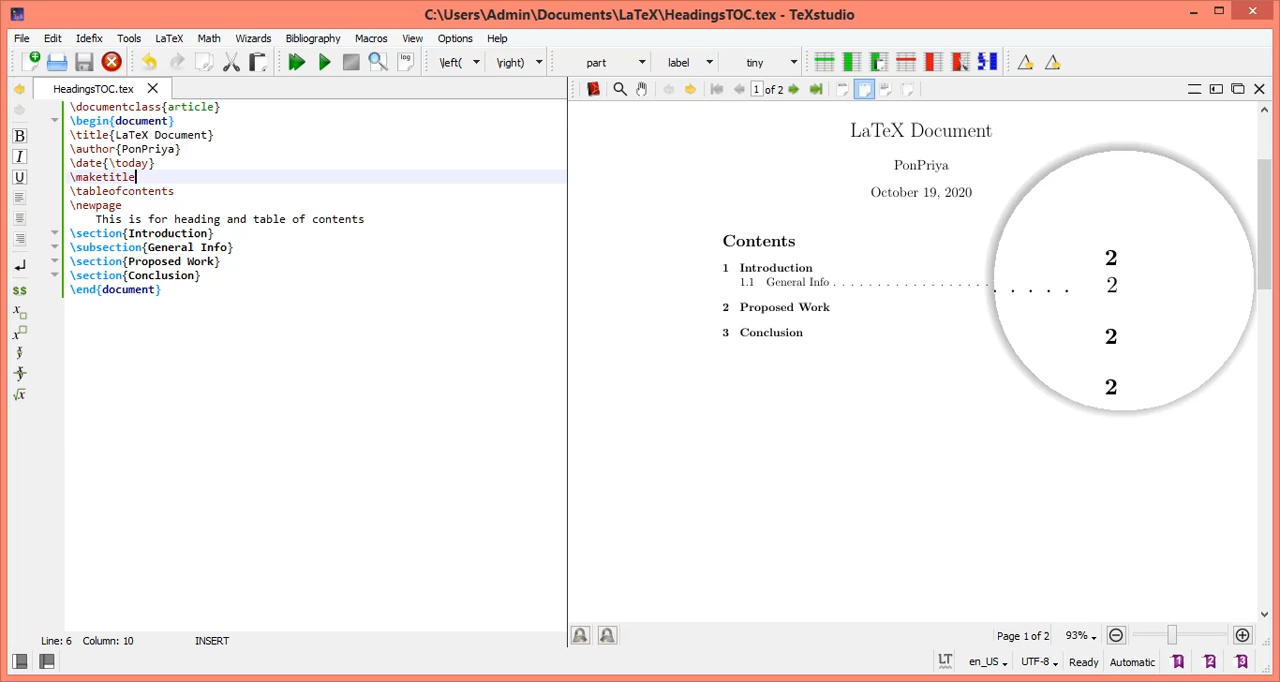 C:\Users\Admin\Documents\LaTeX\HeadingsTOC.tex - TeXstudio
File Edit Idefix Tools LaTeX Math Wizards Bibliography Macros View Options Help
log \left( \right) part label tiny
HeadingsTOC.tex
1 of 2
\documentclass{article}
\begin{document}
\title{LaTeX Document}
\author{PonPriya}
\date{\today}
\maketitle
\tableofcontents
\newpage
This is for heading and table of contents
\section{Introduction}
\subsection{General Info}
\section{Proposed Work}
\section{Conclusion}
\end{document}
B
I
U
$$
x
x
x/y
x/y
√x
LaTeX Document
PonPriya
October 19, 2020
Contents
1 Introduction 2
1.1 General Info . . . . . . . . . . . . . . . . . . . . . . . 2
2 Proposed Work 2
3 Conclusion 2
Line: 6 Column: 10 INSERT
Page 1 of 2 93%
LT en_US UTF-8 Ready Automatic 1 2 3